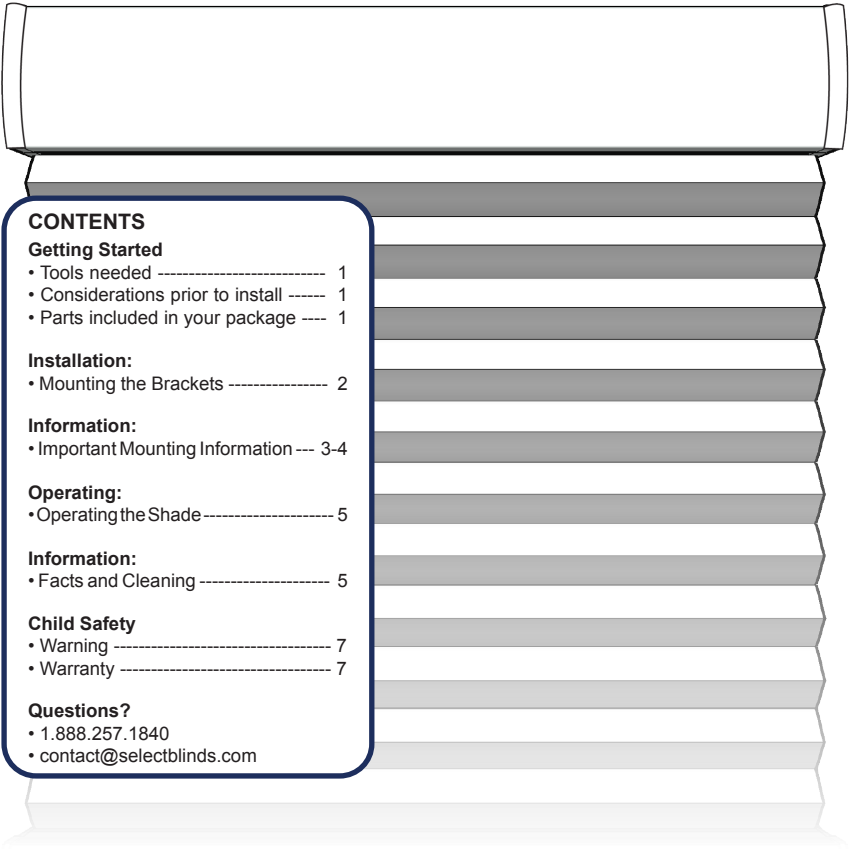 CONTENTS
Getting Started
• Tools needed --------------------------- 1
• Considerations prior to install ------ 1
• Parts included in your package ---- 1
Installation:
• Mounting the Brackets ---------------- 2
Information:
• Important Mounting Information --- 3-4
Operating:
• Operating the Shade --------------------- 5
Information:
• Facts and Cleaning --------------------- 5
Child Safety
• Warning ----------------------------------- 7
• Warranty ---------------------------------- 7
Questions?
• 1.888.257.1840
• contact@selectblinds.com